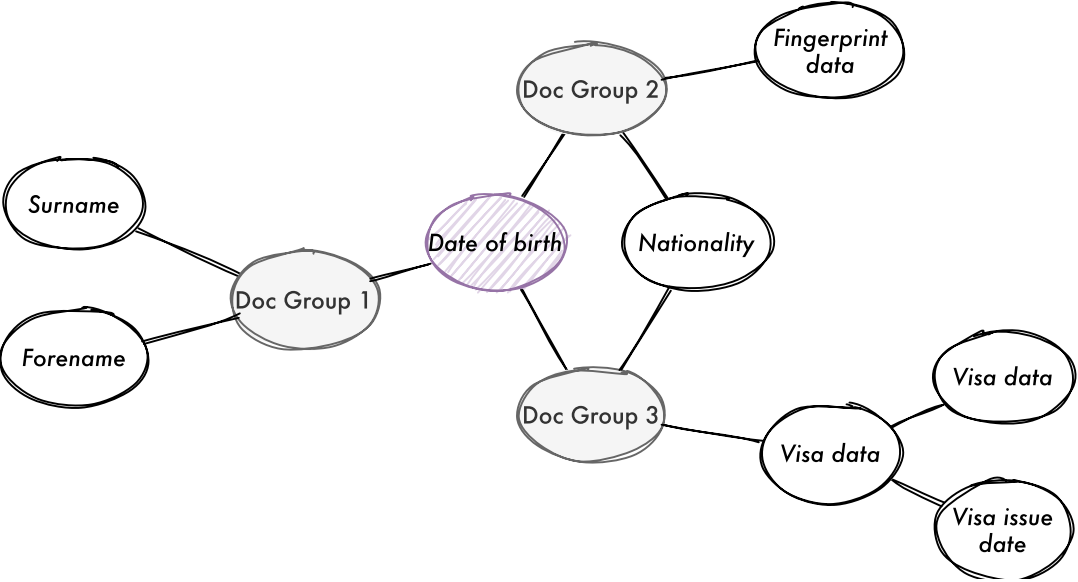 Fingerprint
data
Doc Group 2
Surname
Date of birth
Nationality
Doc Group 1
Forename
Visa data
Doc Group 3
Visa data
Visa issue
date